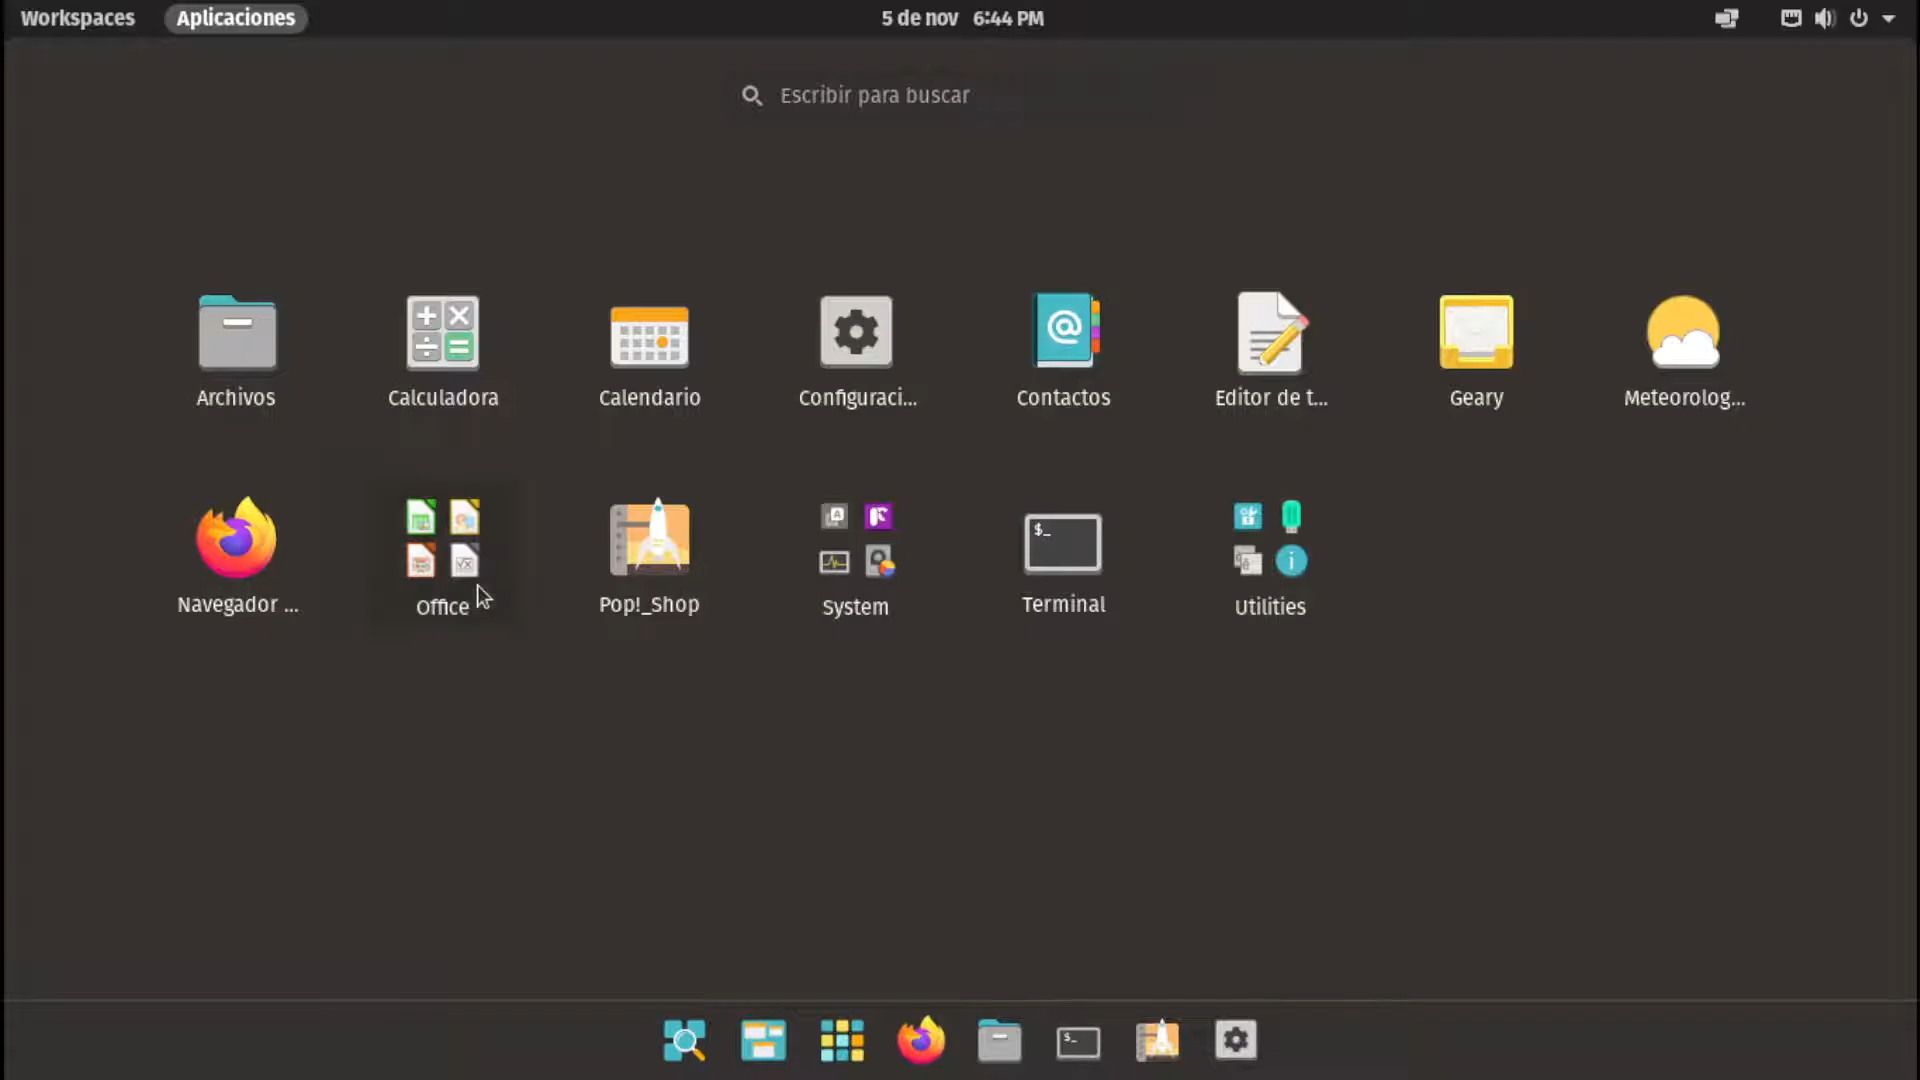 Workspaces Aplicaciones 5 de nov 6:44 PM
Escribir para buscar
Archivos Calculadora Calendario Configuraci... Contactos Editor de t... Geary Meteorolog...
Navegador ... Office Pop!_Shop System Terminal Utilities